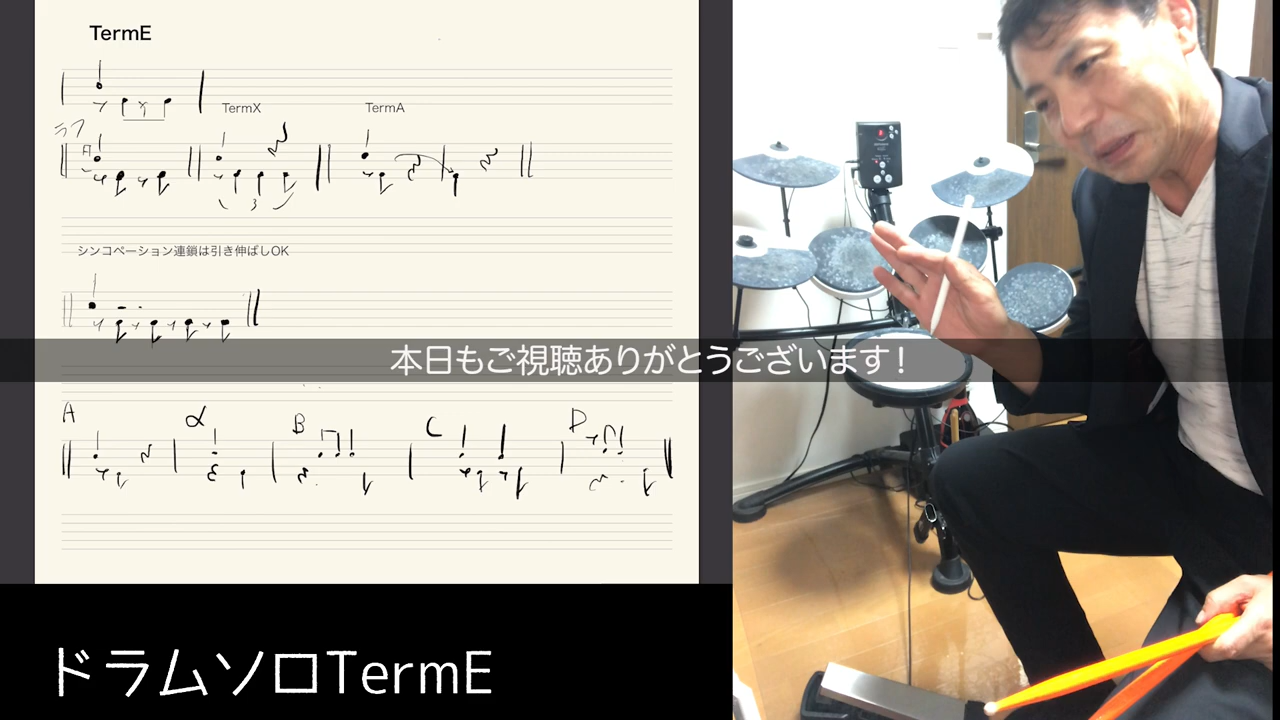 TermE
TermX
TermA
ラフ
A
3
シンコペーション連鎖は引き伸ばしOK
本日もご視聴ありがとうございます!
A α B C D
ドラムソロTermE